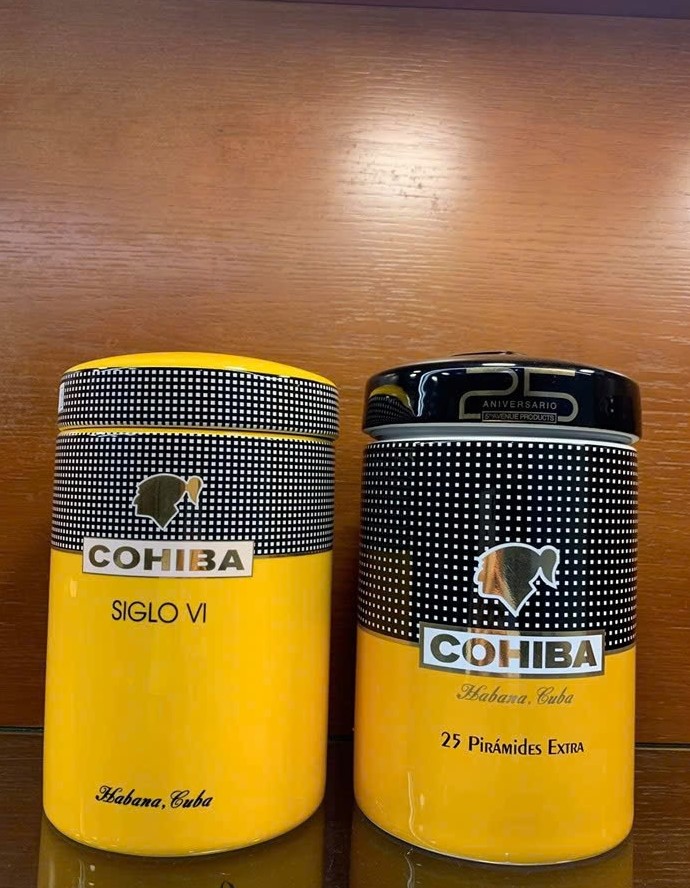 COHIBA
SIGLO VI
Habana, Cuba
25
ANIVERSARIO
5TH AVENUE PRODUCTS
COHIBA
Habana, Cuba
25 Pirámides Extra